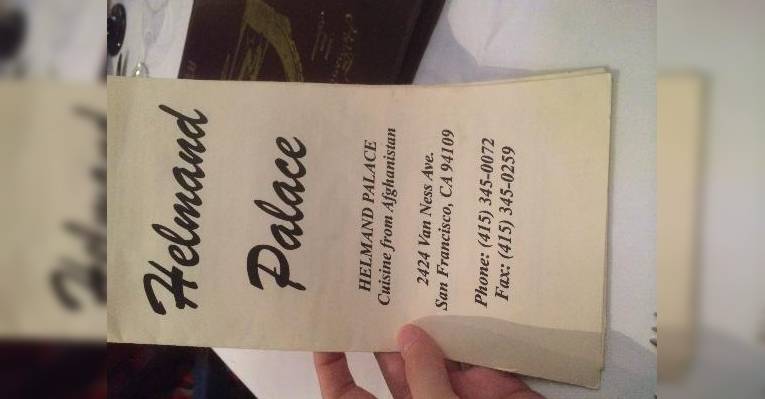 Helmand
Palace
HELMAND PALACE
Cuisine from Afghanistan
2424 Van Ness Ave.
San Francisco, CA 94109
Phone: (415) 345-0072
Fax: (415) 345-0259